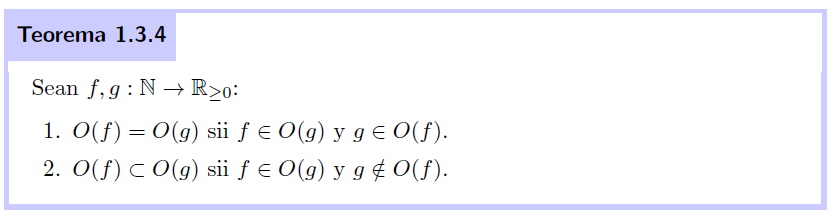 Teorema 1.3.4
Sean f, g : ℕ → ℝ≥0:
1. O(f) = O(g) sii f ∈ O(g) y g ∈ O(f).
2. O(f) ⊂ O(g) sii f ∈ O(g) y g ∉ O(f).